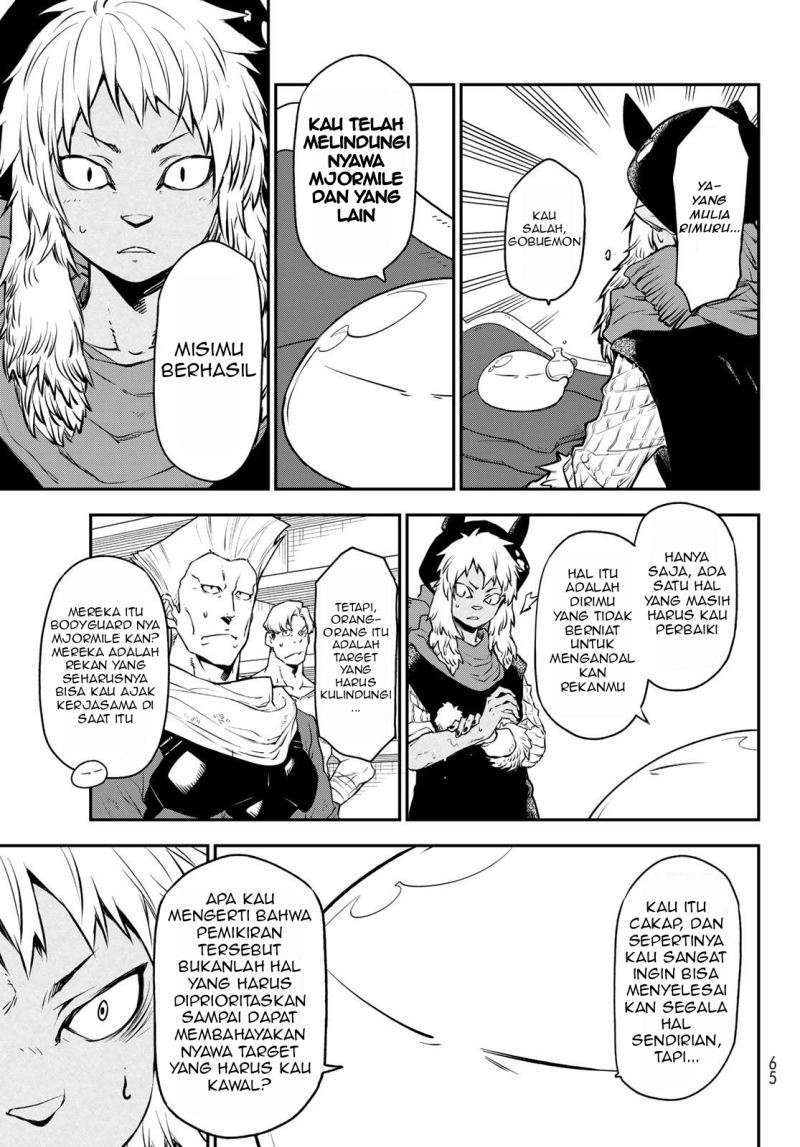 YA-
YANG
MULIA
RIMURU...
KAU
SALAH,
GOBUEMON
KAU TELAH
MELINDUNGI
NYAWA
MJORMILE
DAN YANG
LAIN
MISIMU
BERHASIL
HANYA
SAJA, ADA
SATU HAL
YANG MASIH
HARUS KAU
PERBAIKI
HAL ITU
ADALAH
DIRIMU
YANG TIDAK
BERNIAT
UNTUK
MENGANDAL
KAN
REKANMU
TETAPI,
ORANG-
ORANG ITU
ADALAH
TARGET
YANG
HARUS
KULINDUNGI
...
MEREKA ITU
BODYGUARD NYA
MJORMILE KAN?
MEREKA ADALAH
REKAN YANG
SEHARUSNYA
BISA KAU AJAK
KERJASAMA DI
SAAT ITU
KAU ITU
CAKAP, DAN
SEPERTINYA
KAU SANGAT
INGIN BISA
MENYELESAI
KAN SEGALA
HAL
SENDIRIAN,
TAPI...
APA KAU
MENGERTI BAHWA
PEMIKIRAN
TERSEBUT
BUKANLAH HAL
YANG HARUS
DIPRIORITASKAN
SAMPAI DAPAT
MEMBAHAYAKAN
NYAWA TARGET
YANG HARUS KAU
KAWAL?
65